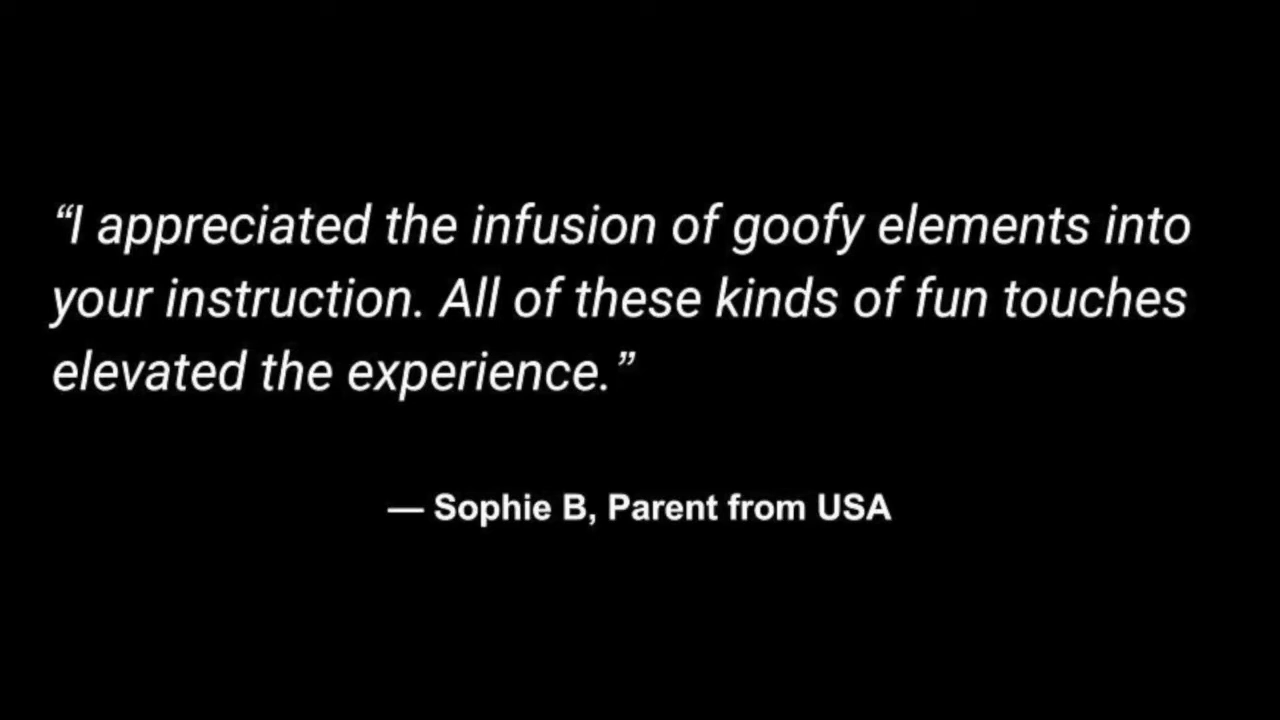 “I appreciated the infusion of goofy elements into
your instruction. All of these kinds of fun touches
elevated the experience.”
— Sophie B, Parent from USA